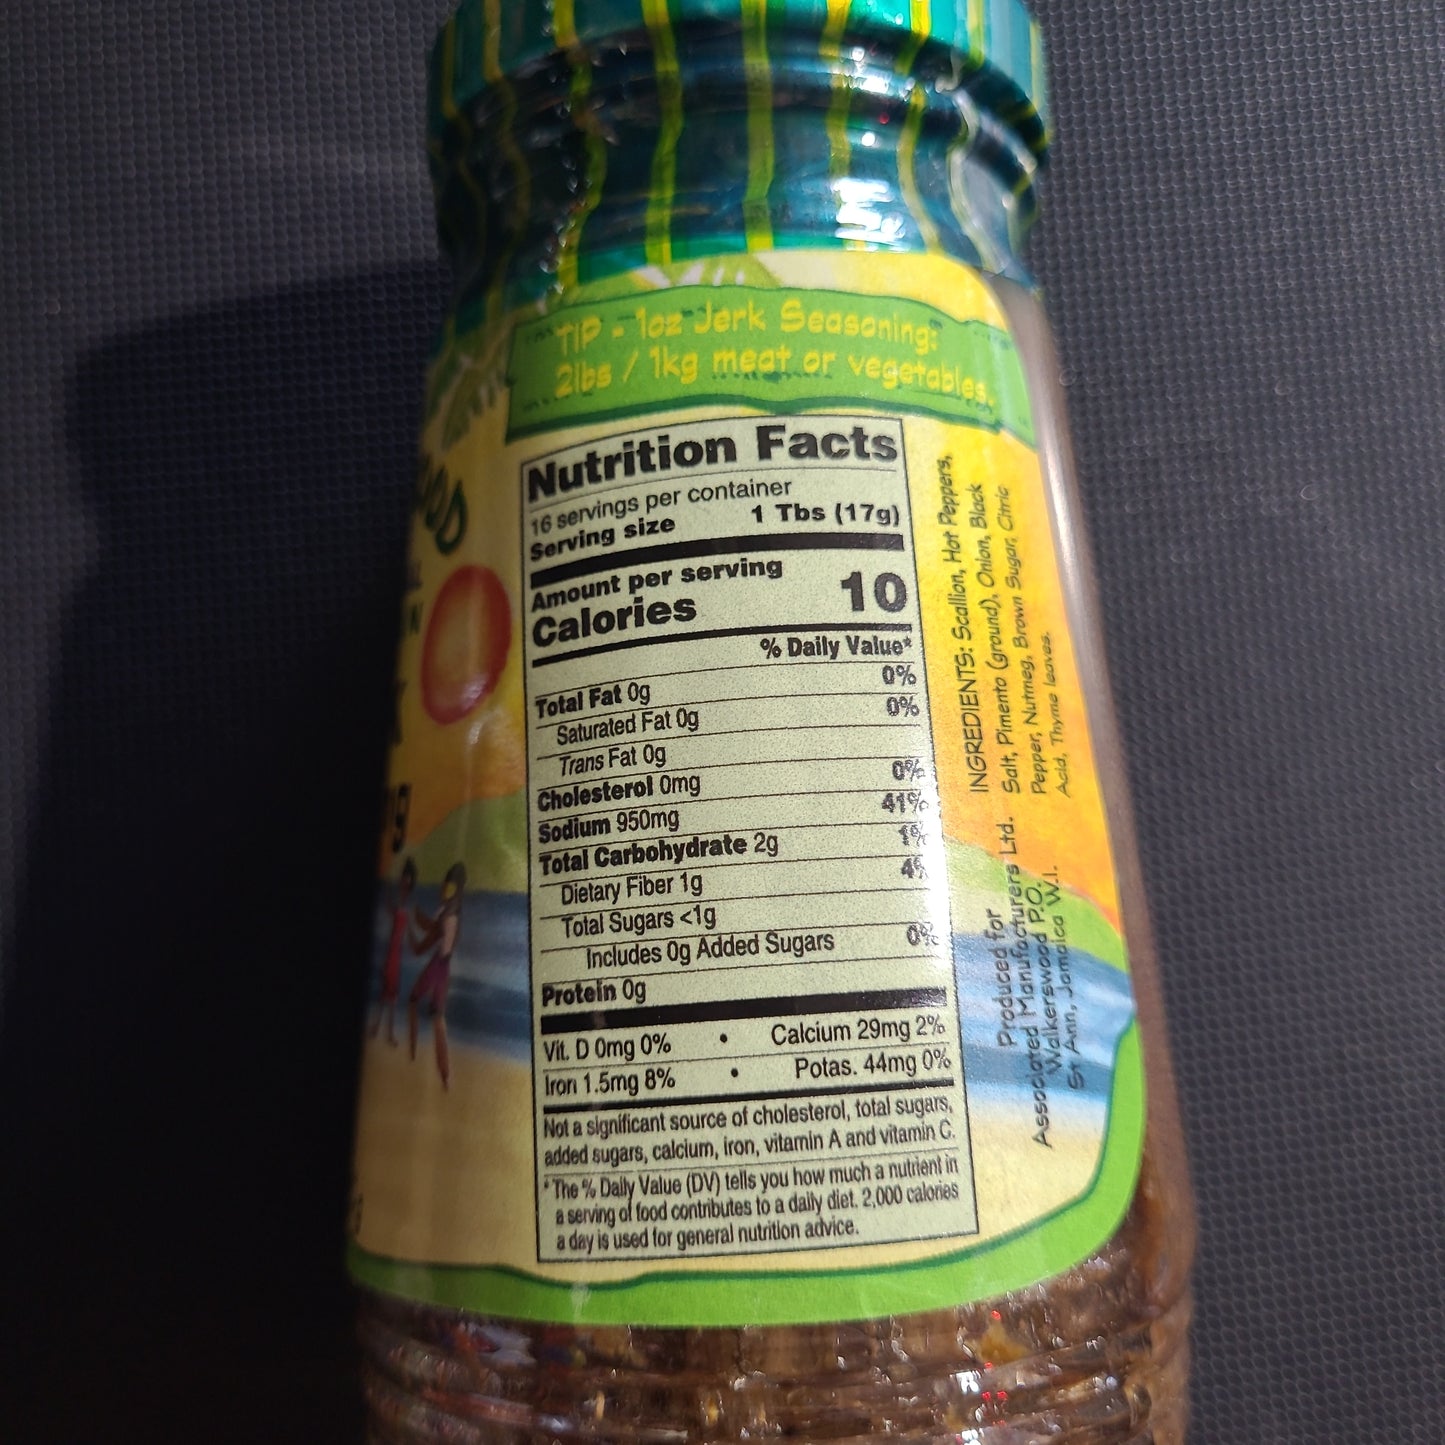 TIP - 1oz Jerk Seasoning:
2lbs / 1kg meat or vegetables.
Nutrition Facts
16 servings per container
Serving size 1 Tbs (17g)
Amount per serving
Calories 10
% Daily Value*
Total Fat 0g 0%
Saturated Fat 0g 0%
Trans Fat 0g
Cholesterol 0mg 0%
Sodium 950mg 41%
Total Carbohydrate 2g 1%
Dietary Fiber 1g 4%
Total Sugars <1g
Includes 0g Added Sugars 0%
Protein 0g
Vit. D 0mg 0% • Calcium 29mg 2%
Iron 1.5mg 8% • Potas. 44mg 0%
Not a significant source of cholesterol, total sugars,
added sugars, calcium, iron, vitamin A and vitamin C.
*The % Daily Value (DV) tells you how much a nutrient in
a serving of food contributes to a daily diet. 2,000 calories
a day is used for general nutrition advice.
INGREDIENTS: Scallion, Hot Peppers,
Salt, Pimento (ground), Onion, Black
Pepper, Nutmeg, Brown Sugar, Citric
Acid, Thyme leaves.
Produced for
Associated Manufacturers Ltd.
Walkerswood P.O.
St Ann, Jamaica W.I.